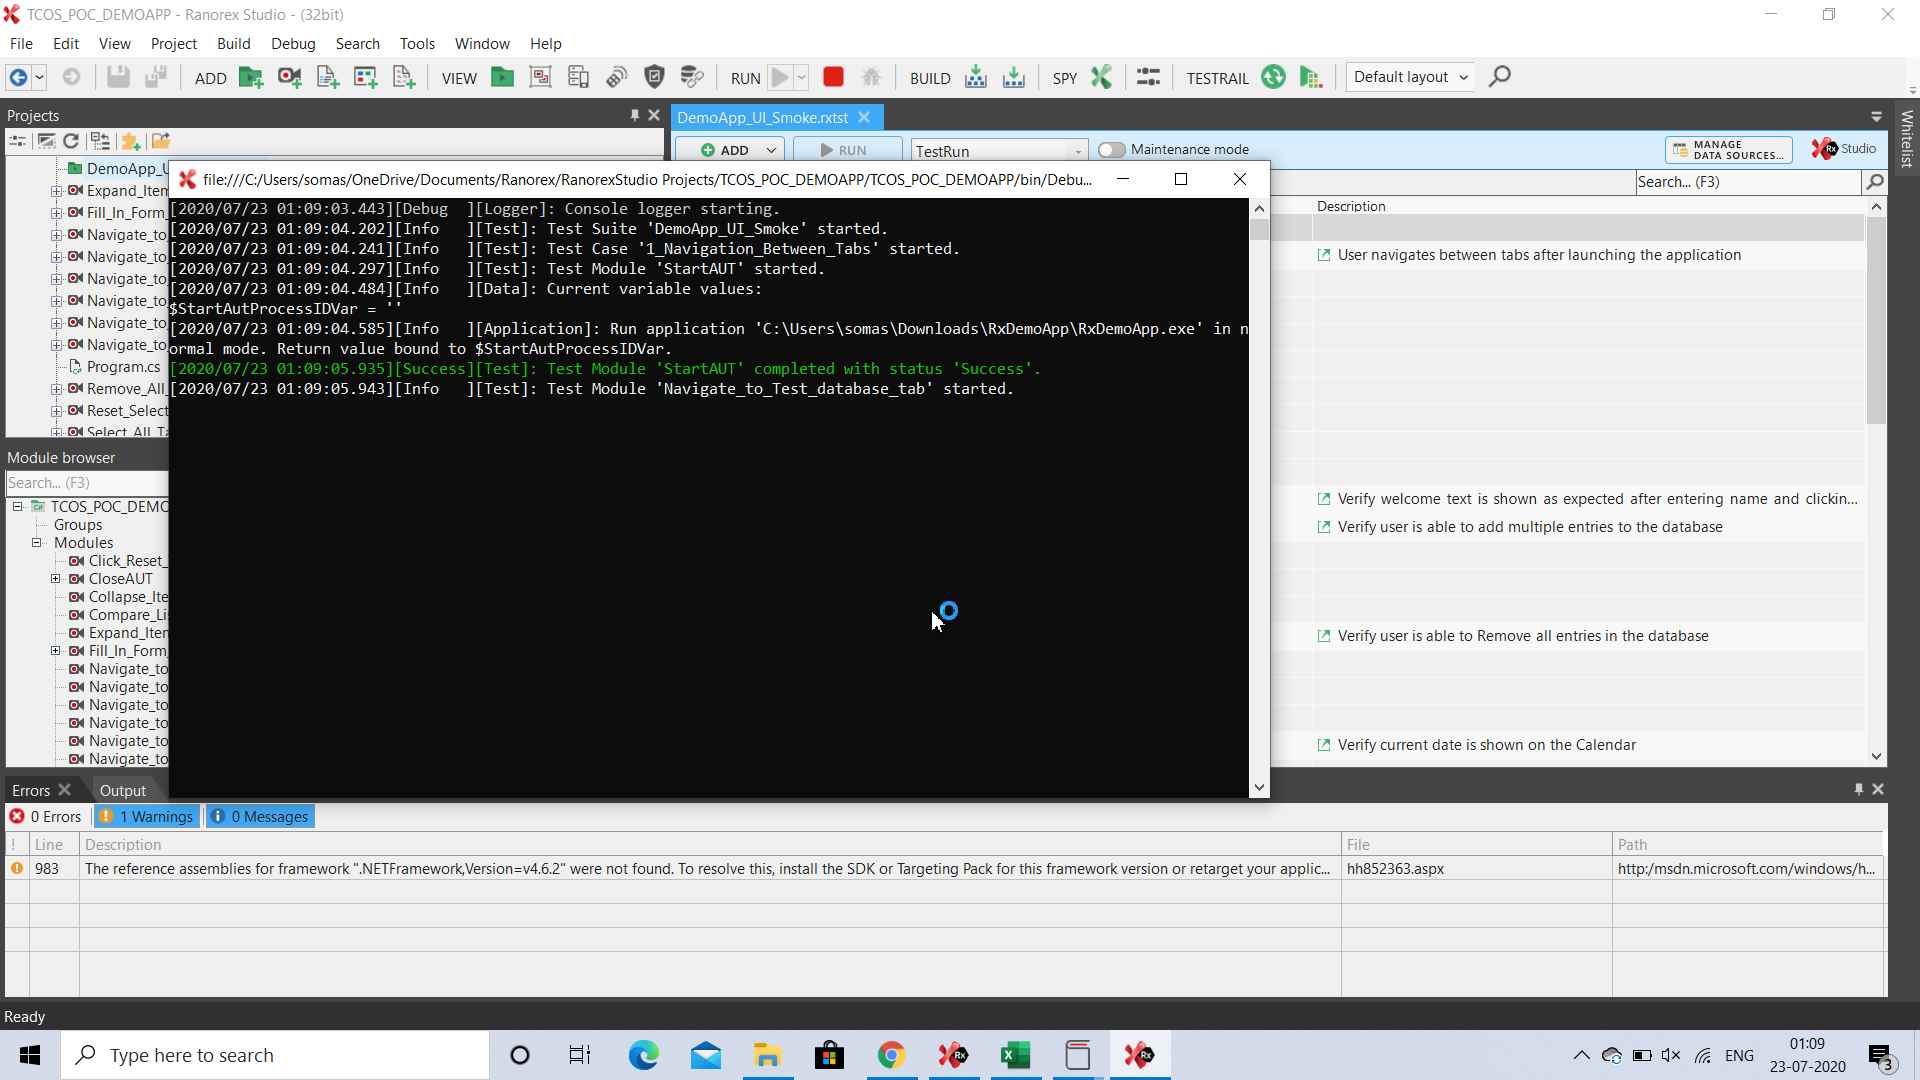 TCOS_POC_DEMOAPP - Ranorex Studio - (32bit)
File Edit View Project Build Debug Search Tools Window Help
ADD VIEW RUN BUILD SPY TESTRAIL Default layout
Projects
DemoApp_UI_Smoke.rxtst
ADD RUN TestRun Maintenance mode MANAGE DATA SOURCES... Rx Studio
Whitelist
DemoApp_U
Expand_Item
Fill_In_Form_
Navigate_to
Navigate_to
Navigate_to
Navigate_to
Navigate_to
Navigate_to
Program.cs
Remove_All_
Reset_Select
Select_All_Ta
file:///C:/Users/somas/OneDrive/Documents/Ranorex/RanorexStudio Projects/TCOS_POC_DEMOAPP/TCOS_POC_DEMOAPP/bin/Debu...
[2020/07/23 01:09:03.443][Debug  ][Logger]: Console logger starting.
[2020/07/23 01:09:04.202][Info   ][Test]: Test Suite 'DemoApp_UI_Smoke' started.
[2020/07/23 01:09:04.241][Info   ][Test]: Test Case '1_Navigation_Between_Tabs' started.
[2020/07/23 01:09:04.297][Info   ][Test]: Test Module 'StartAUT' started.
[2020/07/23 01:09:04.484][Info   ][Data]: Current variable values:
$StartAutProcessIDVar = ''
[2020/07/23 01:09:04.585][Info   ][Application]: Run application 'C:\Users\somas\Downloads\RxDemoApp\RxDemoApp.exe' in n
ormal mode. Return value bound to $StartAutProcessIDVar.
[2020/07/23 01:09:05.935][Success][Test]: Test Module 'StartAUT' completed with status 'Success'.
[2020/07/23 01:09:05.943][Info   ][Test]: Test Module 'Navigate_to_Test_database_tab' started.
Search... (F3)
Description
User navigates between tabs after launching the application
Verify welcome text is shown as expected after entering name and clickin...
Verify user is able to add multiple entries to the database
Verify user is able to Remove all entries in the database
Verify current date is shown on the Calendar
Module browser
Search... (F3)
TCOS_POC_DEMO
Groups
Modules
Click_Reset_
CloseAUT
Collapse_Ite
Compare_Li
Expand_Item
Fill_In_Form_
Navigate_to
Navigate_to
Navigate_to
Navigate_to
Navigate_to
Navigate_to
Errors Output
0 Errors 1 Warnings 0 Messages
! Line Description File Path
983 The reference assemblies for framework ".NETFramework,Version=v4.6.2" were not found. To resolve this, install the SDK or Targeting Pack for this framework version or retarget your applic... hh852363.aspx http:/msdn.microsoft.com/windows/h...
Ready
Type here to search
Rx
Rx
ENG
01:09
23-07-2020
3